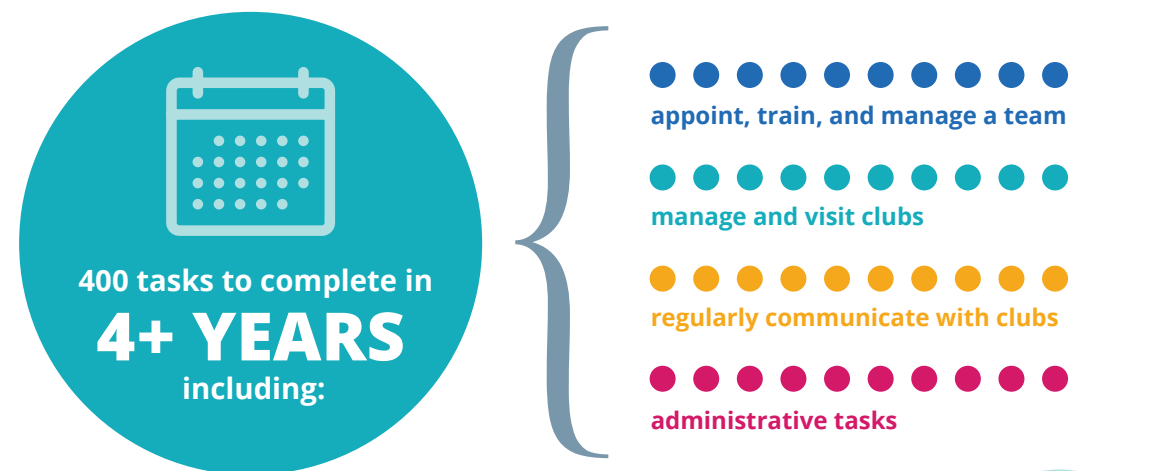 400 tasks to complete in
4+ YEARS
including:
appoint, train, and manage a team
manage and visit clubs
regularly communicate with clubs
administrative tasks